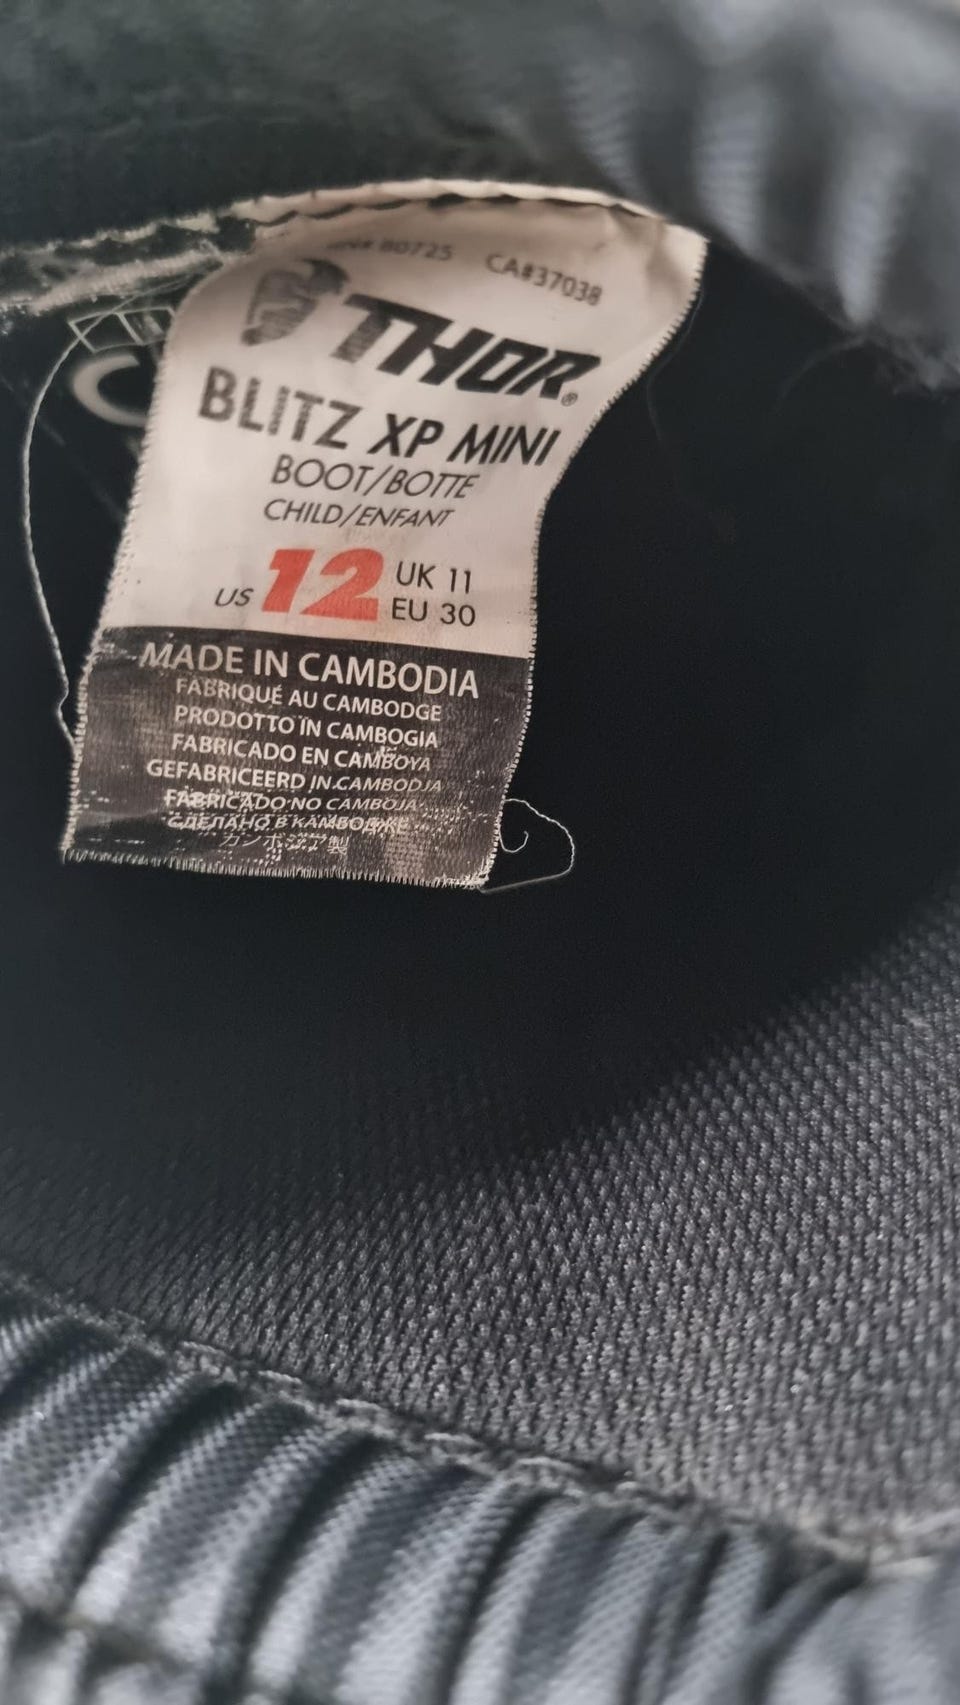 RN# 80725 CA#37038
THOR®
BLITZ XP MINI
BOOT/BOTTE
CHILD/ENFANT
US 12 UK 11
EU 30
MADE IN CAMBODIA
FABRIQUÉ AU CAMBODGE
PRODOTTO IN CAMBOGIA
FABRICADO EN CAMBOYA
GEFABRICEERD IN CAMBODJA
FABRICADO NO CAMBOJA
СДЕЛАНО В КАМБОДЖЕ
カンボジア製